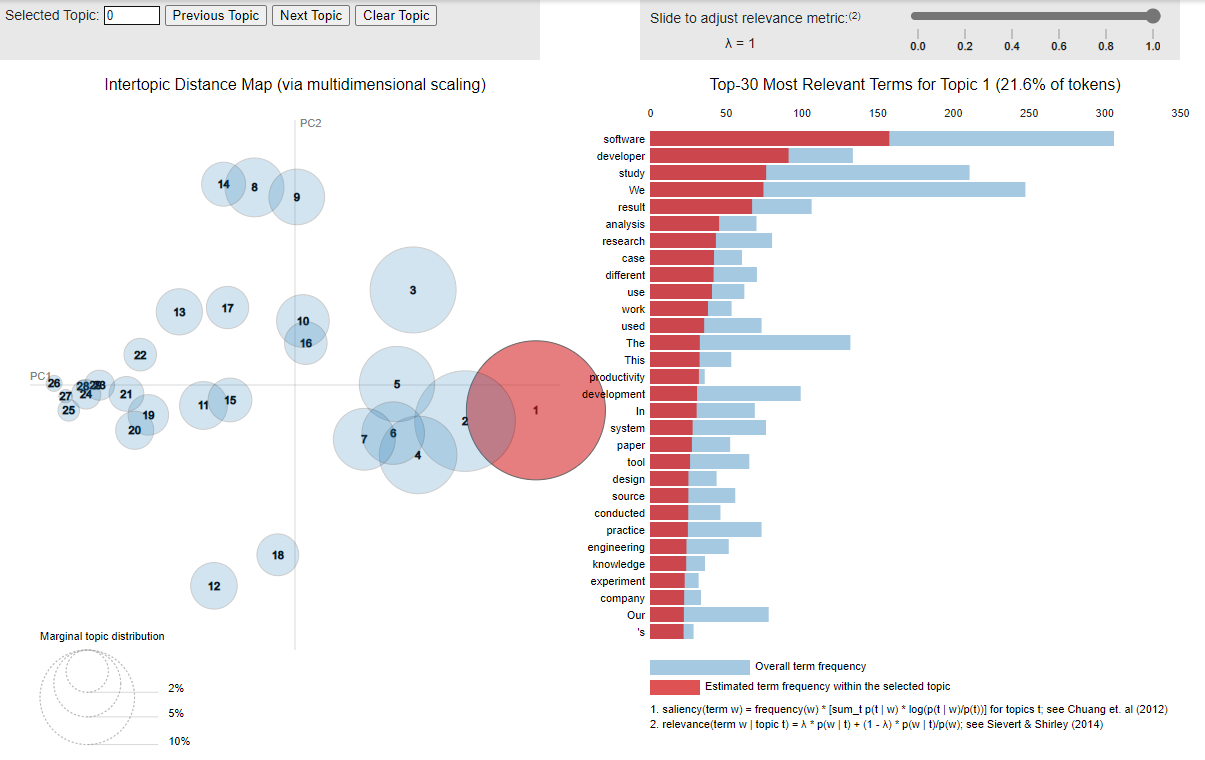 Selected Topic: 0 Previous Topic Next Topic Clear Topic
Slide to adjust relevance metric:(2)
λ = 1
0.0 0.2 0.4 0.6 0.8 1.0
Intertopic Distance Map (via multidimensional scaling)
PC2
PC1
14 8 9
3
13 17 10
16
22
26 28 23
27 24 21 5
25 19 11 15 2 1
20 7 6
4
18
12
Marginal topic distribution
2%
5%
10%
Top-30 Most Relevant Terms for Topic 1 (21.6% of tokens)
0 50 100 150 200 250 300 350
software
developer
study
We
result
analysis
research
case
different
use
work
used
The
This
productivity
development
In
system
paper
tool
design
source
conducted
practice
engineering
knowledge
experiment
company
Our
's
Overall term frequency
Estimated term frequency within the selected topic
1. saliency(term w) = frequency(w) * [sum_t p(t | w) * log(p(t | w)/p(t))] for topics t; see Chuang et. al (2012)
2. relevance(term w | topic t) = λ * p(w | t) + (1 - λ) * p(w | t)/p(w); see Sievert & Shirley (2014)